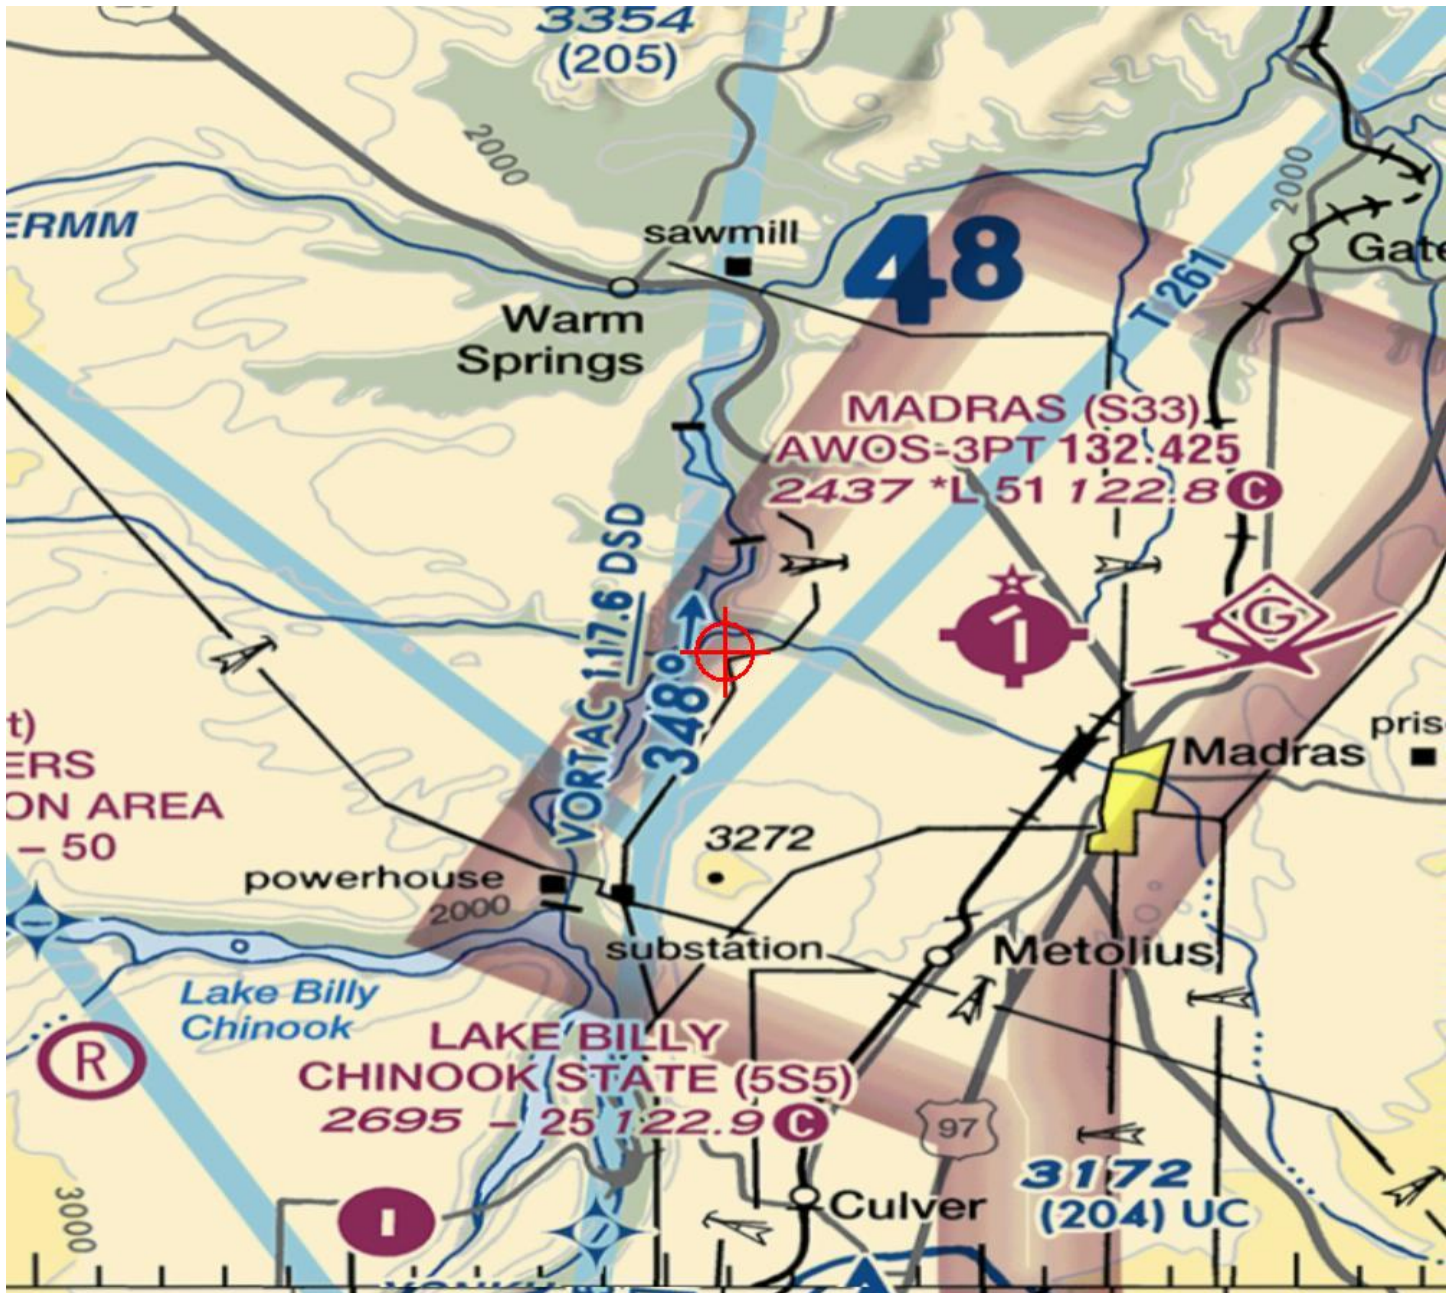 3354
(205)
2000
2000
ERMM
sawmill
48
Gate
T 261
Warm
Springs
MADRAS (S33)
AWOS-3PT 132.425
2437 *L 51 122.8 C
VORTAC 117.6 DSD
348°
1
G
t)
ERS
ON AREA
– 50
Madras
pris
3272
powerhouse
2000
substation
Metolius
Lake Billy
Chinook
R
LAKE BILLY
CHINOOK STATE (5S5)
2695 – 25 122.9 C
97
3172
(204) UC
3000
Culver